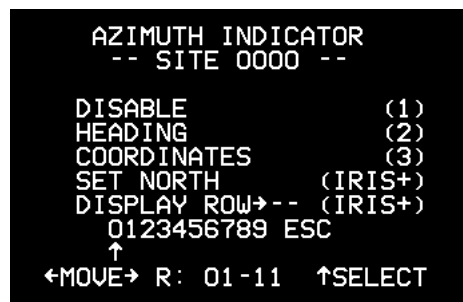 AZIMUTH INDICATOR
-- SITE 0000 --
DISABLE (1)
HEADING (2)
COORDINATES (3)
SET NORTH (IRIS+)
DISPLAY ROW→-- (IRIS+)
0123456789 ESC
↑
←MOVE→ R: 01-11 ↑SELECT